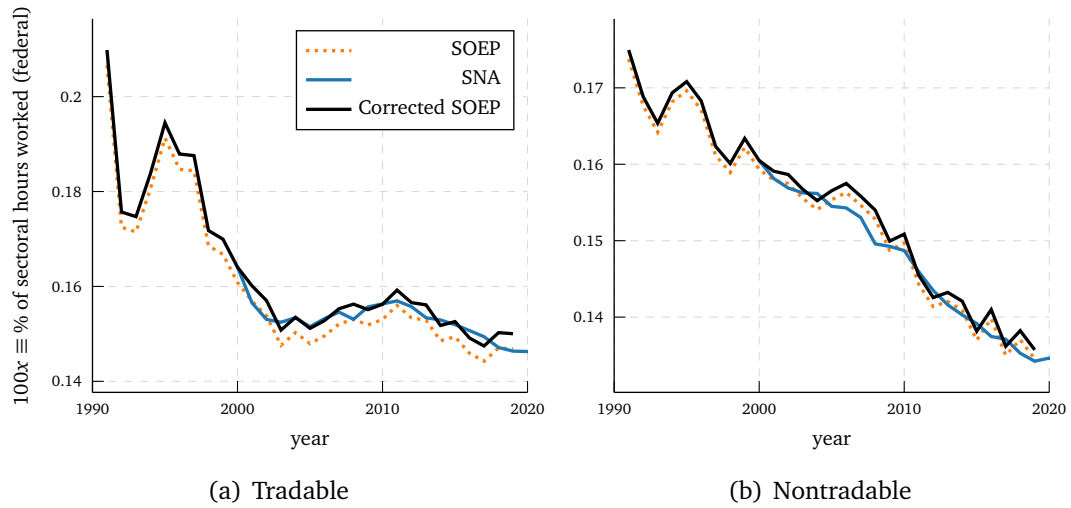 100x ≡ % of sectoral hours worked (federal)
0.2
0.18
0.16
0.14
1990
2000
2010
2020
year
SOEP
SNA
Corrected SOEP
(a) Tradable
0.17
0.16
0.15
0.14
1990
2000
2010
2020
year
(b) Nontradable